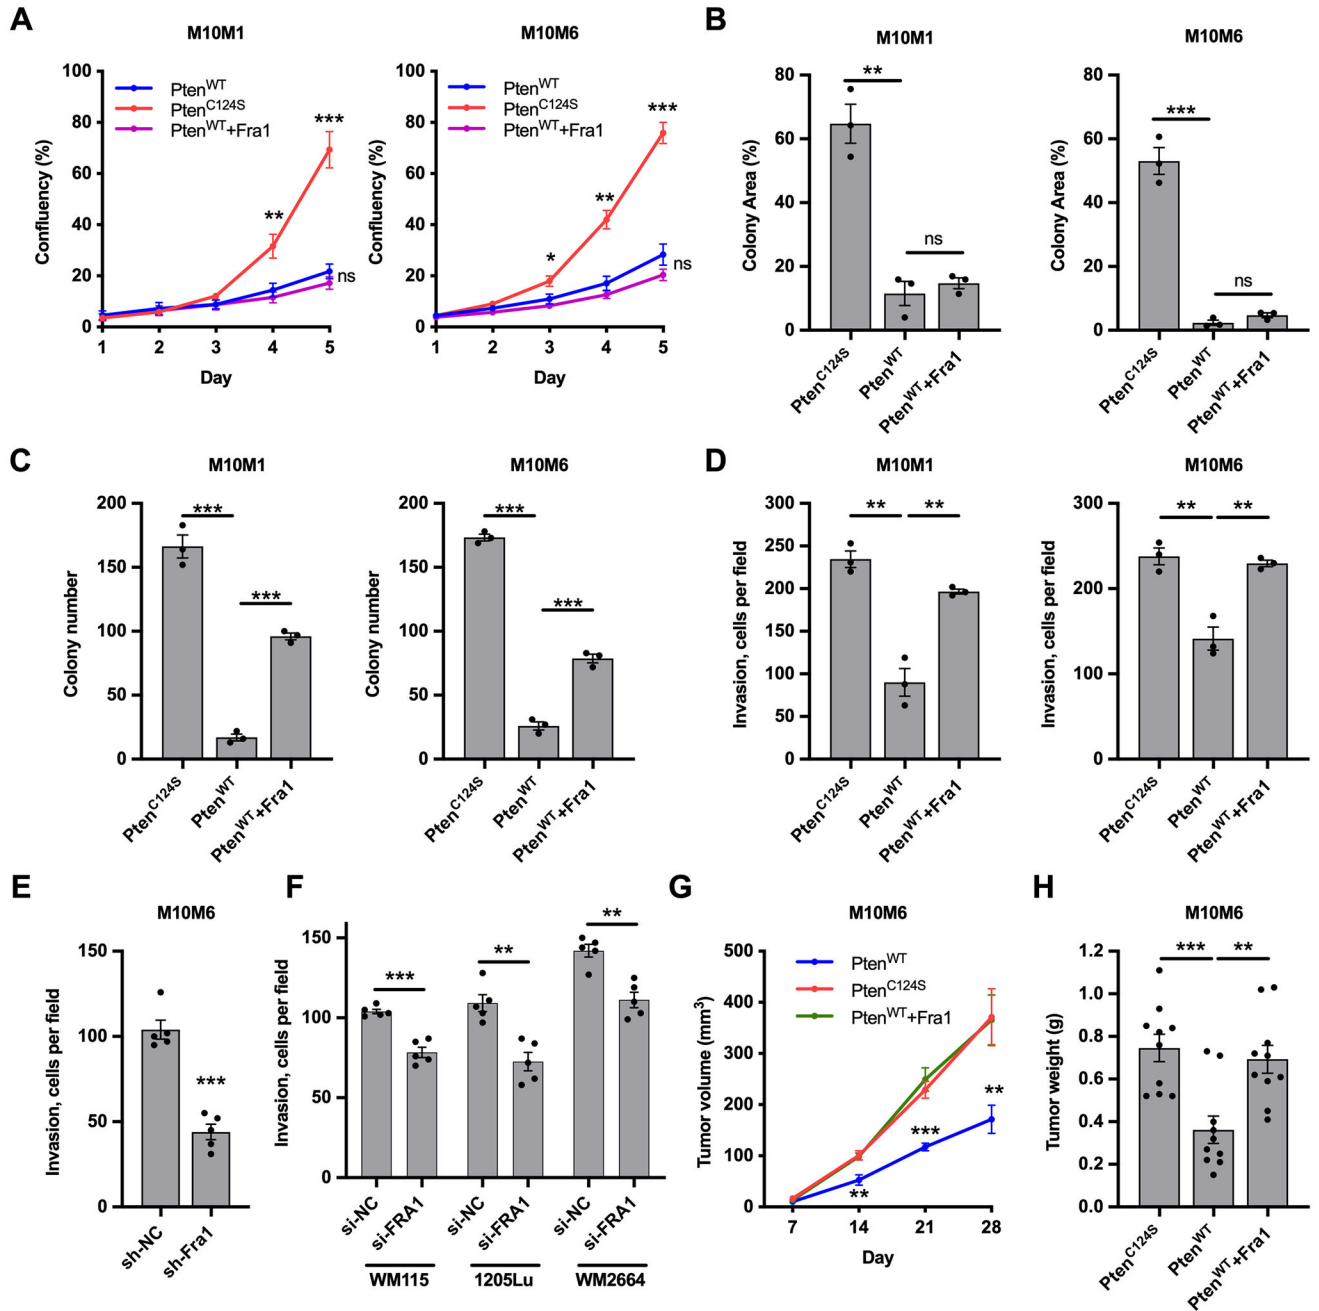 A
M10M1
Confluency (%)
100
80
60
40
20
0
Pten^WT
Pten^C124S
Pten^WT+Fra1
***
**
ns
1 2 3 4 5
Day
M10M6
Confluency (%)
100
80
60
40
20
0
Pten^WT
Pten^C124S
Pten^WT+Fra1
***
**
*
ns
1 2 3 4 5
Day
B
M10M1
Colony Area (%)
80
60
40
20
0
**
ns
Pten^C124S
Pten^WT
Pten^WT+Fra1
M10M6
Colony Area (%)
80
60
40
20
0
***
ns
Pten^C124S
Pten^WT
Pten^WT+Fra1
C
M10M1
Colony number
200
150
100
50
0
***
***
Pten^C124S
Pten^WT
Pten^WT+Fra1
M10M6
Colony number
200
150
100
50
0
***
***
Pten^C124S
Pten^WT
Pten^WT+Fra1
D
M10M1
Invasion, cells per field
300
250
200
150
100
50
0
** **
Pten^C124S
Pten^WT
Pten^WT+Fra1
M10M6
Invasion, cells per field
300
200
100
0
** **
Pten^C124S
Pten^WT
Pten^WT+Fra1
E
M10M6
Invasion, cells per field
150
100
50
0
***
sh-NC
sh-Fra1
F
Invasion, cells per field
150
100
50
0
***
**
**
si-NC
si-FRA1
si-NC
si-FRA1
si-NC
si-FRA1
WM115 1205Lu WM2664
G
M10M6
Tumor volume (mm³)
500
400
300
200
100
0
Pten^WT
Pten^C124S
Pten^WT+Fra1
**
***
**
7 14 21 28
Day
H
M10M6
Tumor weight (g)
1.2
1.0
0.8
0.6
0.4
0.2
0.0
*** **
Pten^C124S
Pten^WT
Pten^WT+Fra1